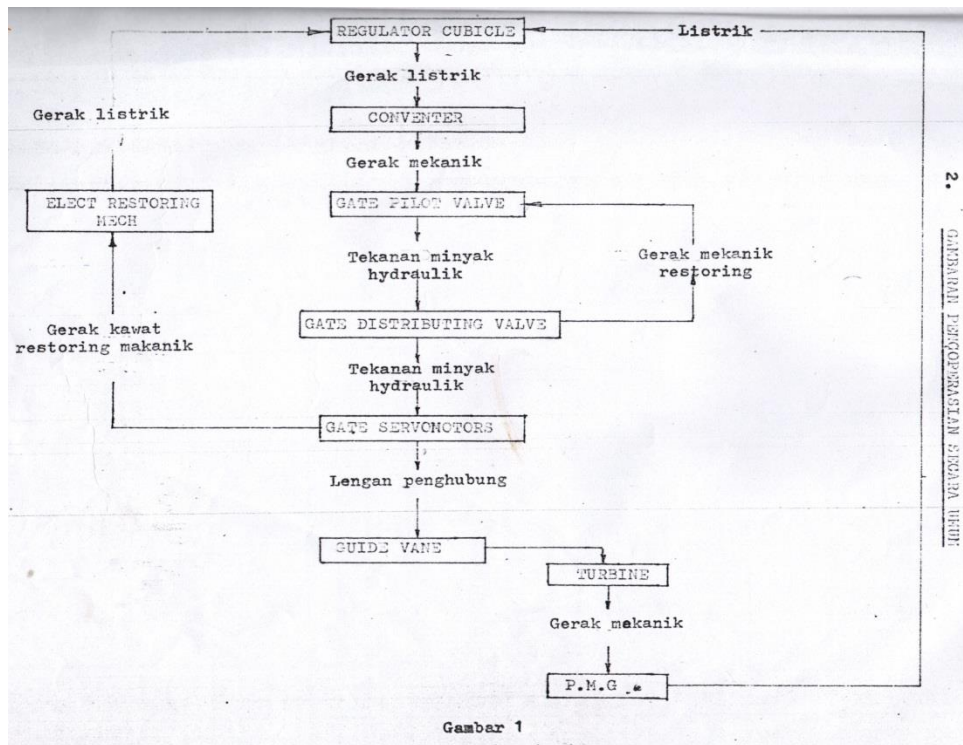 REGULATOR CUBICLE
Listrik
Gerak listrik
CONVENTER
Gerak mekanik
GATE PILOT VALVE
Tekanan minyak
hydraulik
Gerak mekanik
restoring
GATE DISTRIBUTING VALVE
Tekanan minyak
hydraulik
GATE SERVOMOTORS
Gerak listrik
ELECT RESTORING
MECH
Gerak kawat
restoring makanik
Lengan penghubung
GUIDE VANE
TURBINE
Gerak mekanik
P.M.G
Gambar 1
2. GAMBARAN PENGOPERASIAN SECARA